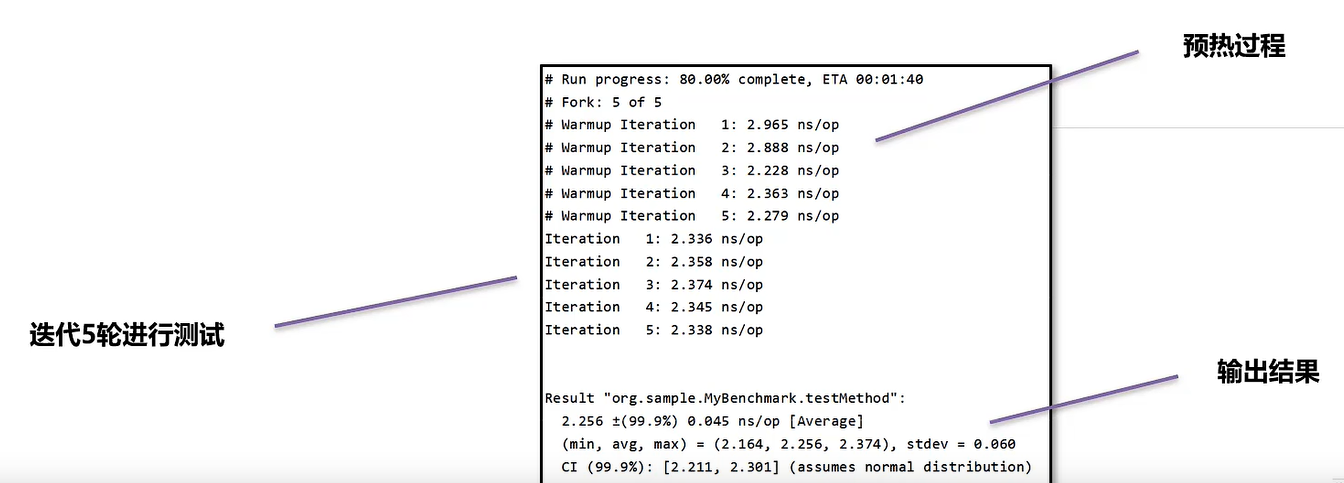 预热过程
# Run progress: 80.00% complete, ETA 00:01:40
# Fork: 5 of 5
# Warmup Iteration   1: 2.965 ns/op
# Warmup Iteration   2: 2.888 ns/op
# Warmup Iteration   3: 2.228 ns/op
# Warmup Iteration   4: 2.363 ns/op
# Warmup Iteration   5: 2.279 ns/op
Iteration   1: 2.336 ns/op
Iteration   2: 2.358 ns/op
Iteration   3: 2.374 ns/op
Iteration   4: 2.345 ns/op
Iteration   5: 2.338 ns/op
迭代5轮进行测试
输出结果
Result "org.sample.MyBenchmark.testMethod":
  2.256 ±(99.9%) 0.045 ns/op [Average]
  (min, avg, max) = (2.164, 2.256, 2.374), stdev = 0.060
  CI (99.9%): [2.211, 2.301] (assumes normal distribution)